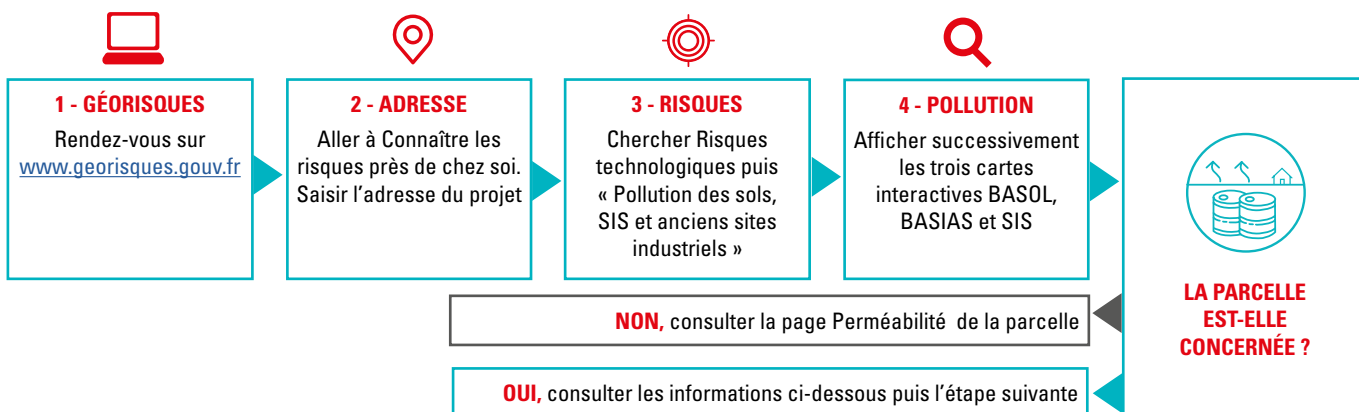 1 - GÉORISQUES
Rendez-vous sur
www.georisques.gouv.fr
2 - ADRESSE
Aller à Connaître les
risques près de chez soi.
Saisir l’adresse du projet
3 - RISQUES
Chercher Risques
technologiques puis
« Pollution des sols,
SIS et anciens sites
industriels »
4 - POLLUTION
Afficher successivement
les trois cartes
interactives BASOL,
BASIAS et SIS
LA PARCELLE
EST-ELLE
CONCERNÉE ?
NON, consulter la page Perméabilité de la parcelle
OUI, consulter les informations ci-dessous puis l’étape suivante